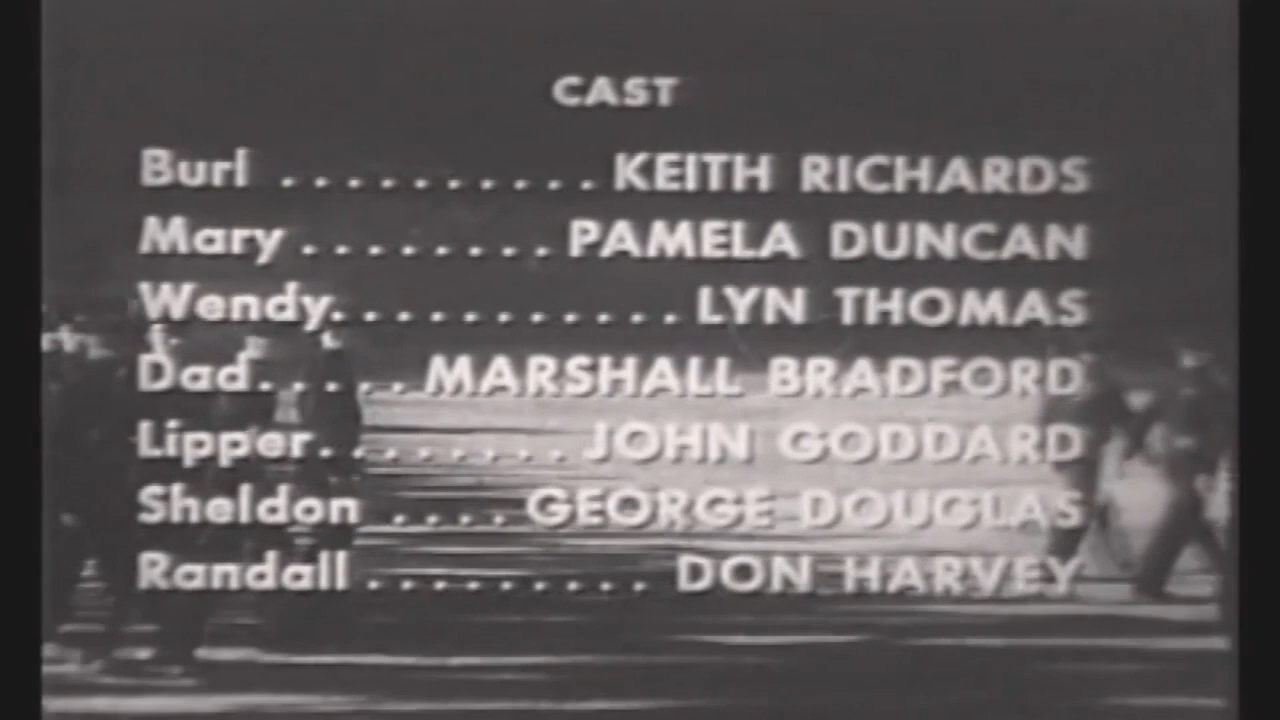 CAST
Burl .......... KEITH RICHARDS
Mary ........ PAMELA DUNCAN
Wendy............ LYN THOMAS
Dad..... MARSHALL BRADFORD
Lipper......... JOHN GODDARD
Sheldon .... GEORGE DOUGLAS
Randall .......... DON HARVEY